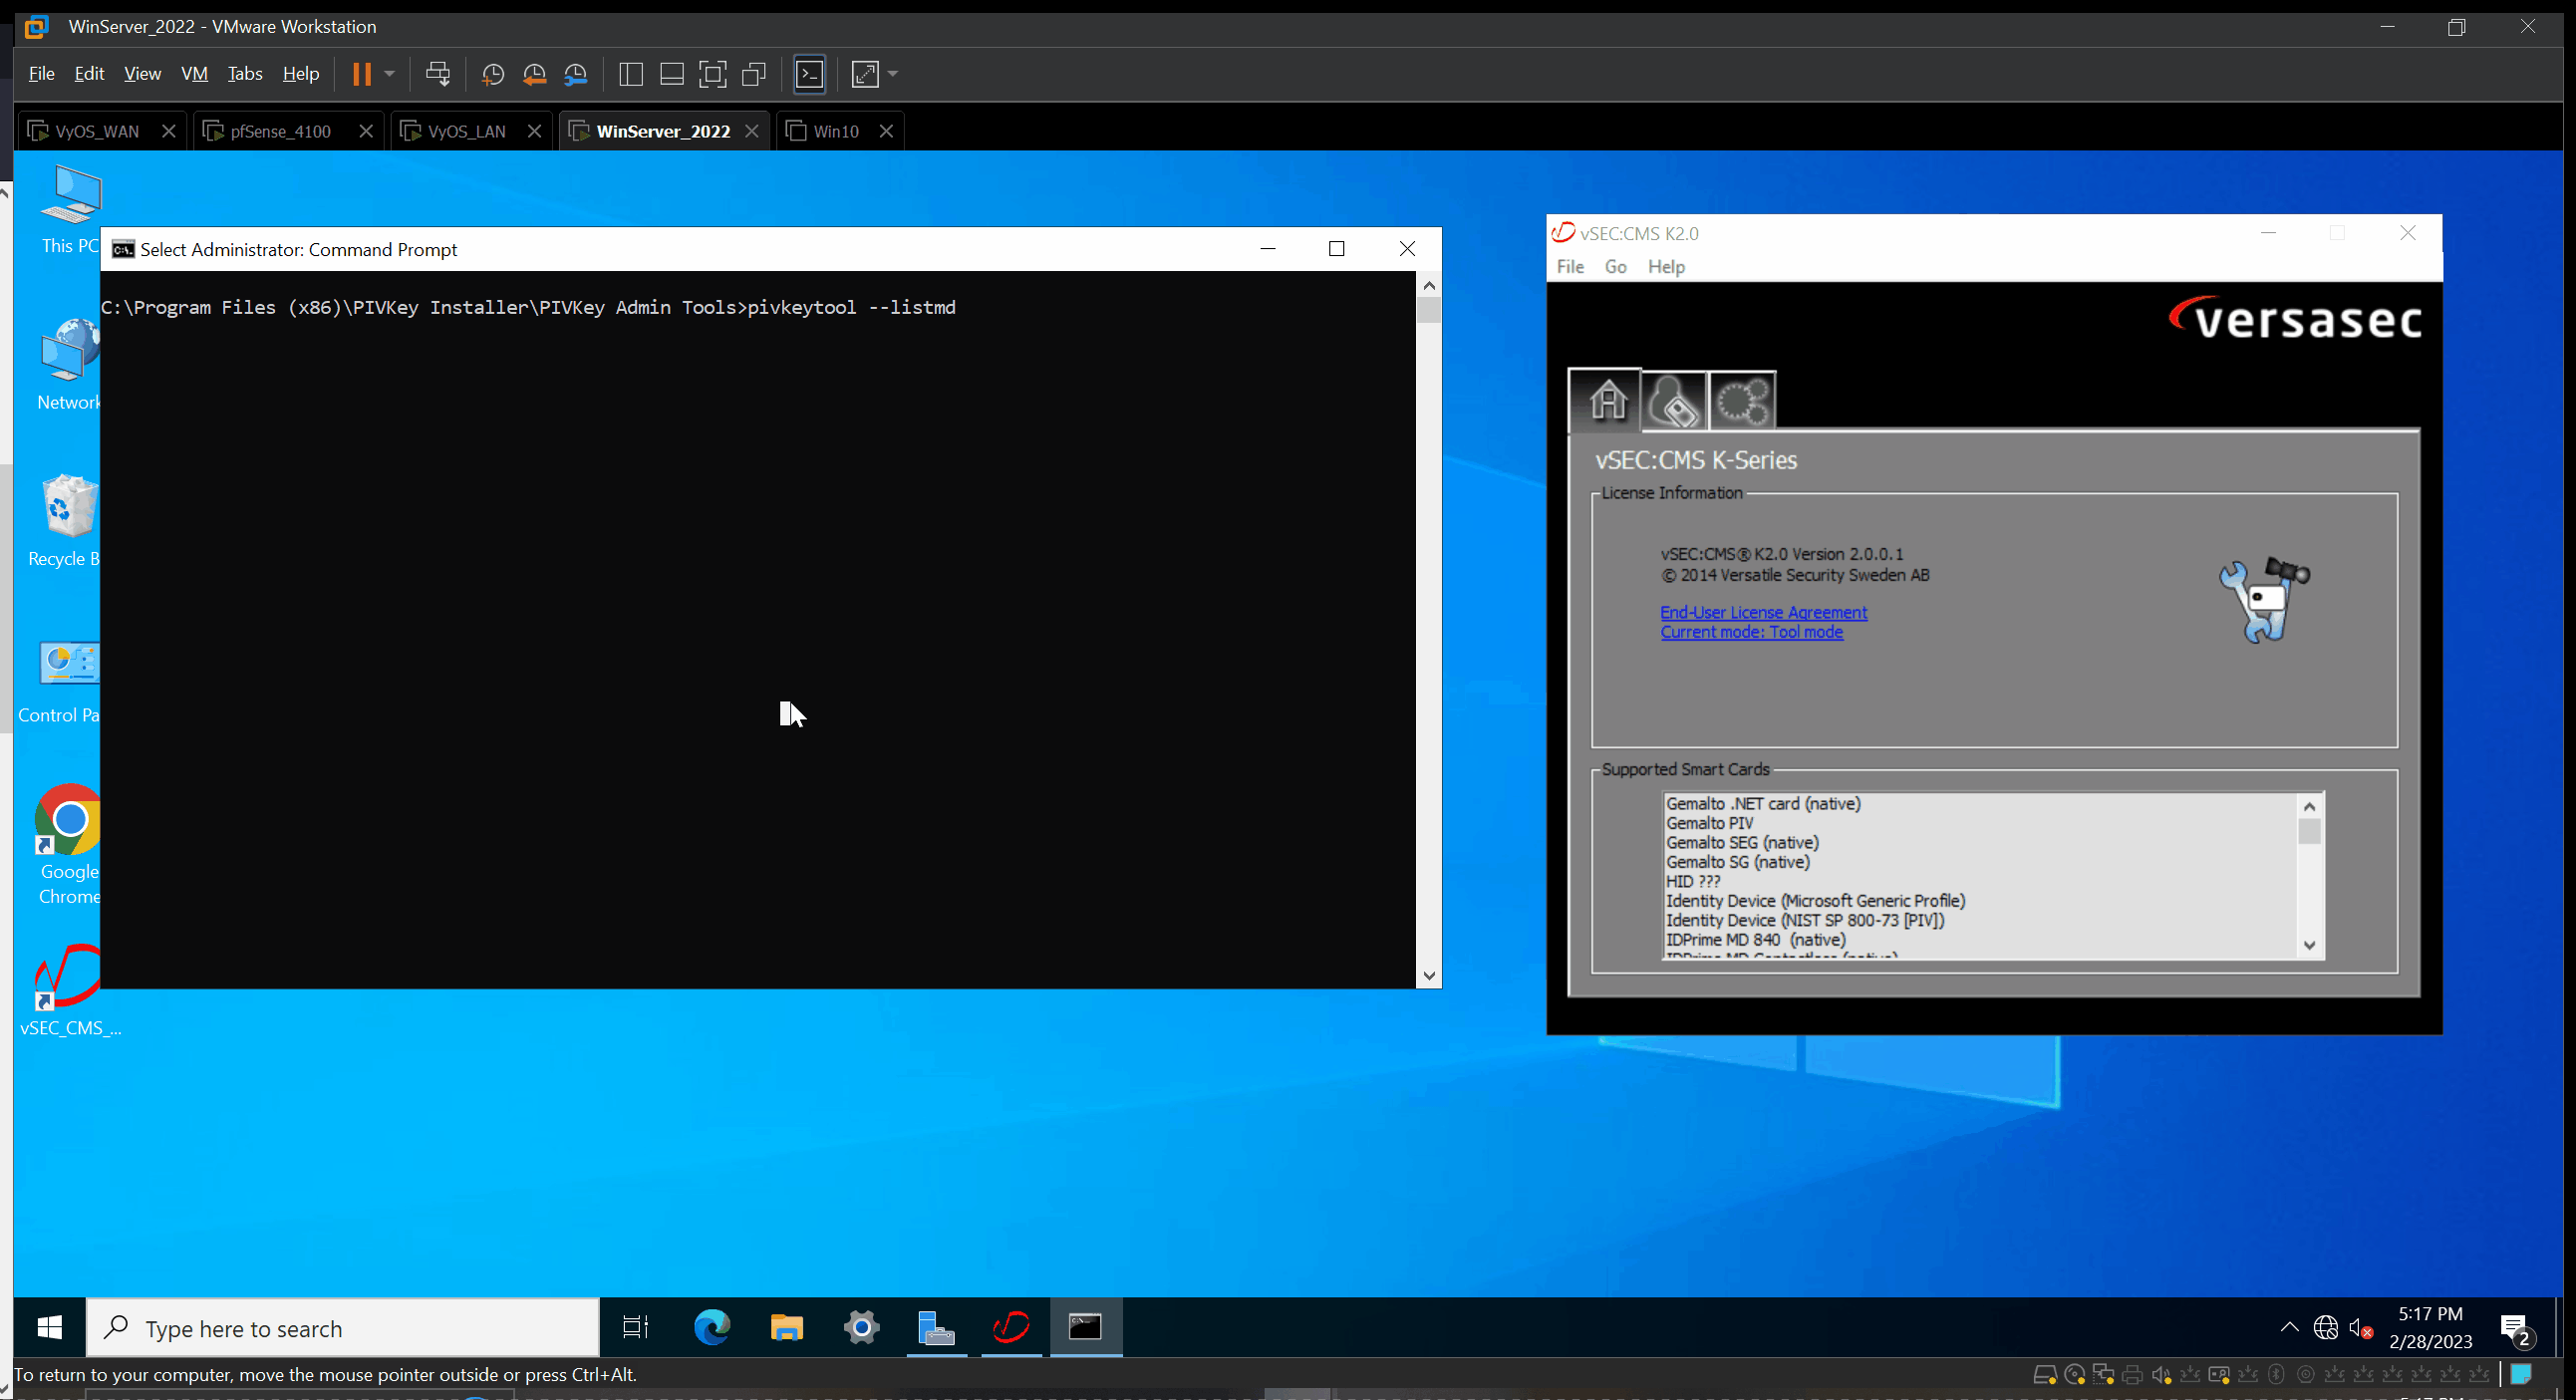 WinServer_2022 - VMware Workstation
File Edit View VM Tabs Help
VyOS_WAN pfSense_4100 VyOS_LAN WinServer_2022 Win10
This PC
Network
Recycle B
Control Pa
Google
Chrome
vSEC_CMS_...
Select Administrator: Command Prompt
C:\Program Files (x86)\PIVKey Installer\PIVKey Admin Tools>pivkeytool --listmd
vSEC:CMS K2.0
File Go Help
versasec
vSEC:CMS K-Series
License Information
vSEC:CMS® K2.0 Version 2.0.0.1
© 2014 Versatile Security Sweden AB
End-User License Agreement
Current mode: Tool mode
Supported Smart Cards
Gemalto .NET card (native)
Gemalto PIV
Gemalto SEG (native)
Gemalto SG (native)
HID ???
Identity Device (Microsoft Generic Profile)
Identity Device (NIST SP 800-73 [PIV])
IDPrime MD 840 (native)
Type here to search
5:17 PM
2/28/2023
2
To return to your computer, move the mouse pointer outside or press Ctrl+Alt.